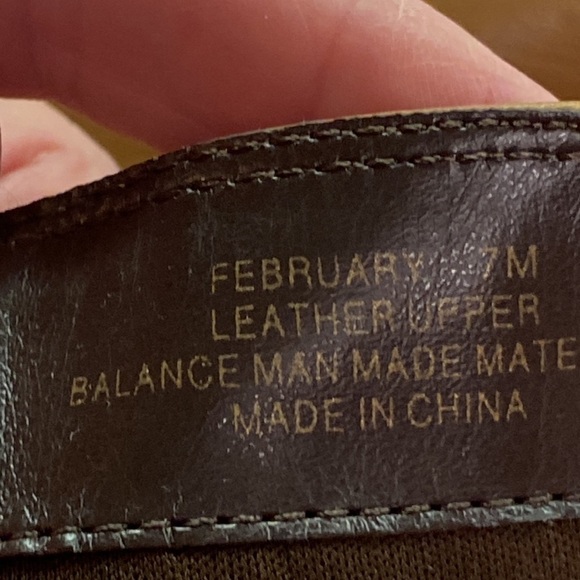 FEBRUARY 7M
LEATHER UPPER
BALANCE MAN MADE MATE
MADE IN CHINA